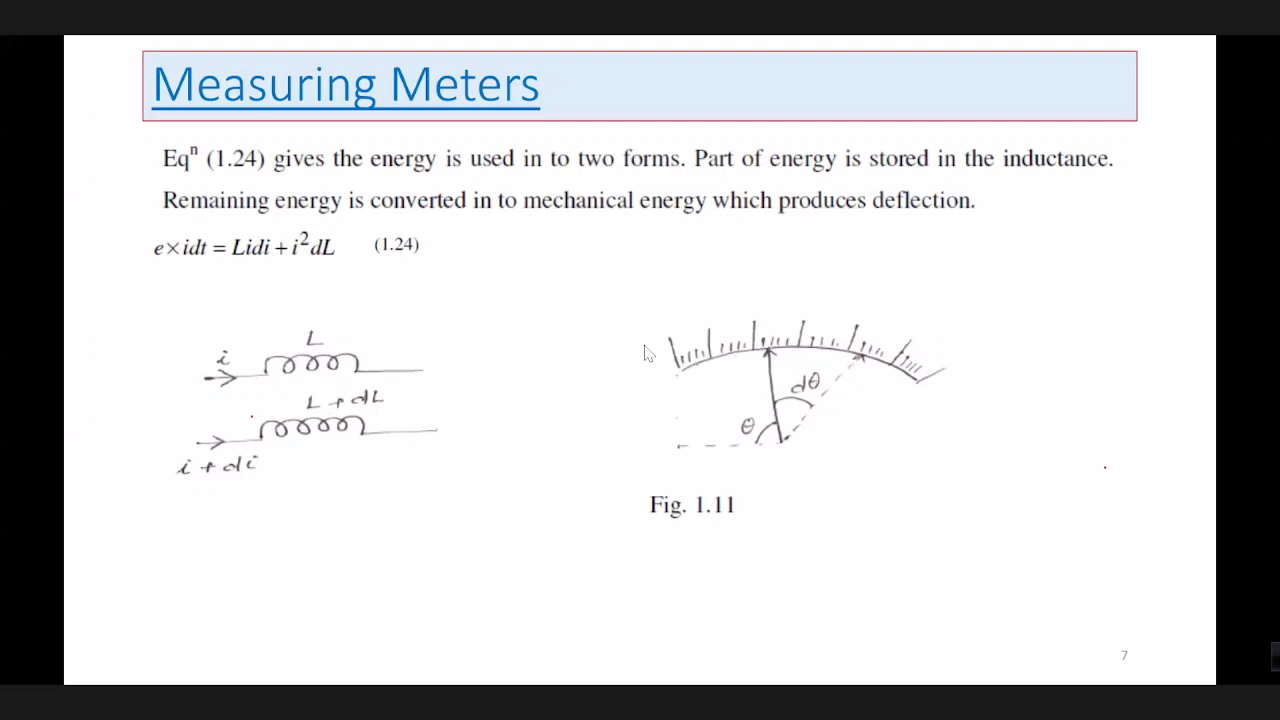 Measuring Meters
Eqⁿ (1.24) gives the energy is used in to two forms. Part of energy is stored in the inductance.
Remaining energy is converted in to mechanical energy which produces deflection.
e×idt = Lidi + i²dL (1.24)
L
i
L + dL
i + di
dθ
θ
Fig. 1.11
7